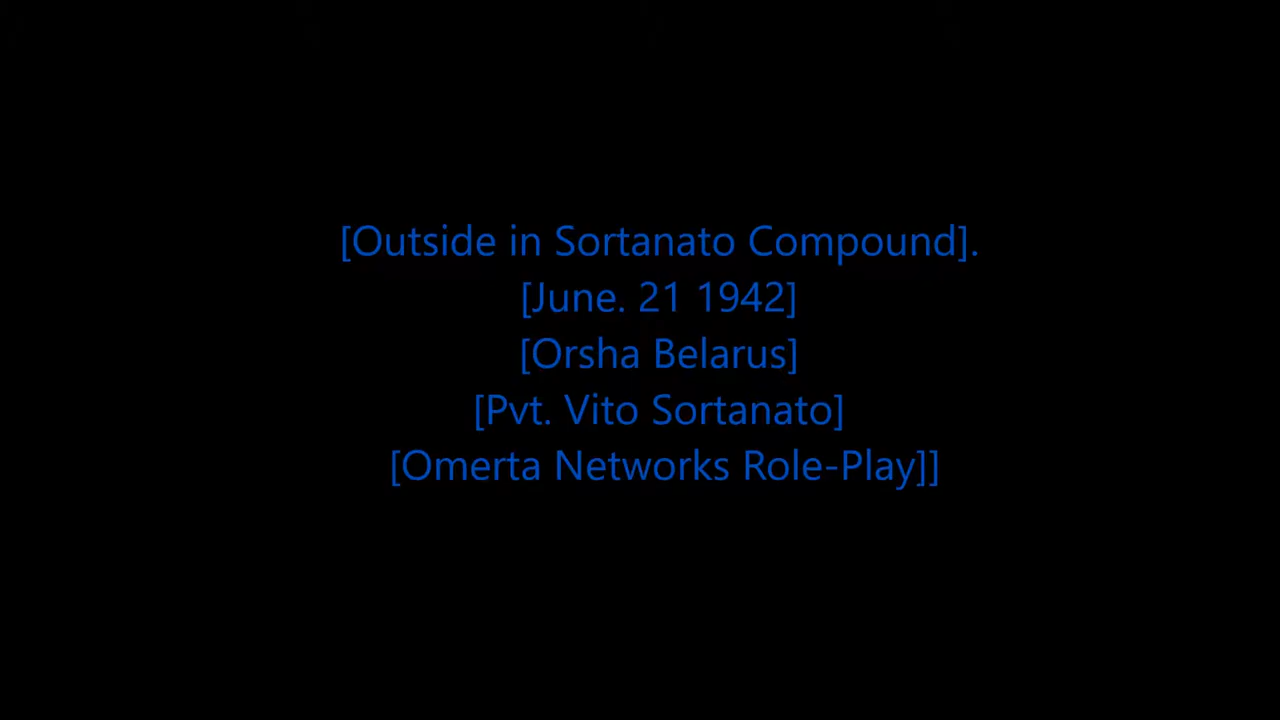 [Outside in Sortanato Compound].
[June. 21 1942]
[Orsha Belarus]
[Pvt. Vito Sortanato]
[Omerta Networks Role-Play]]